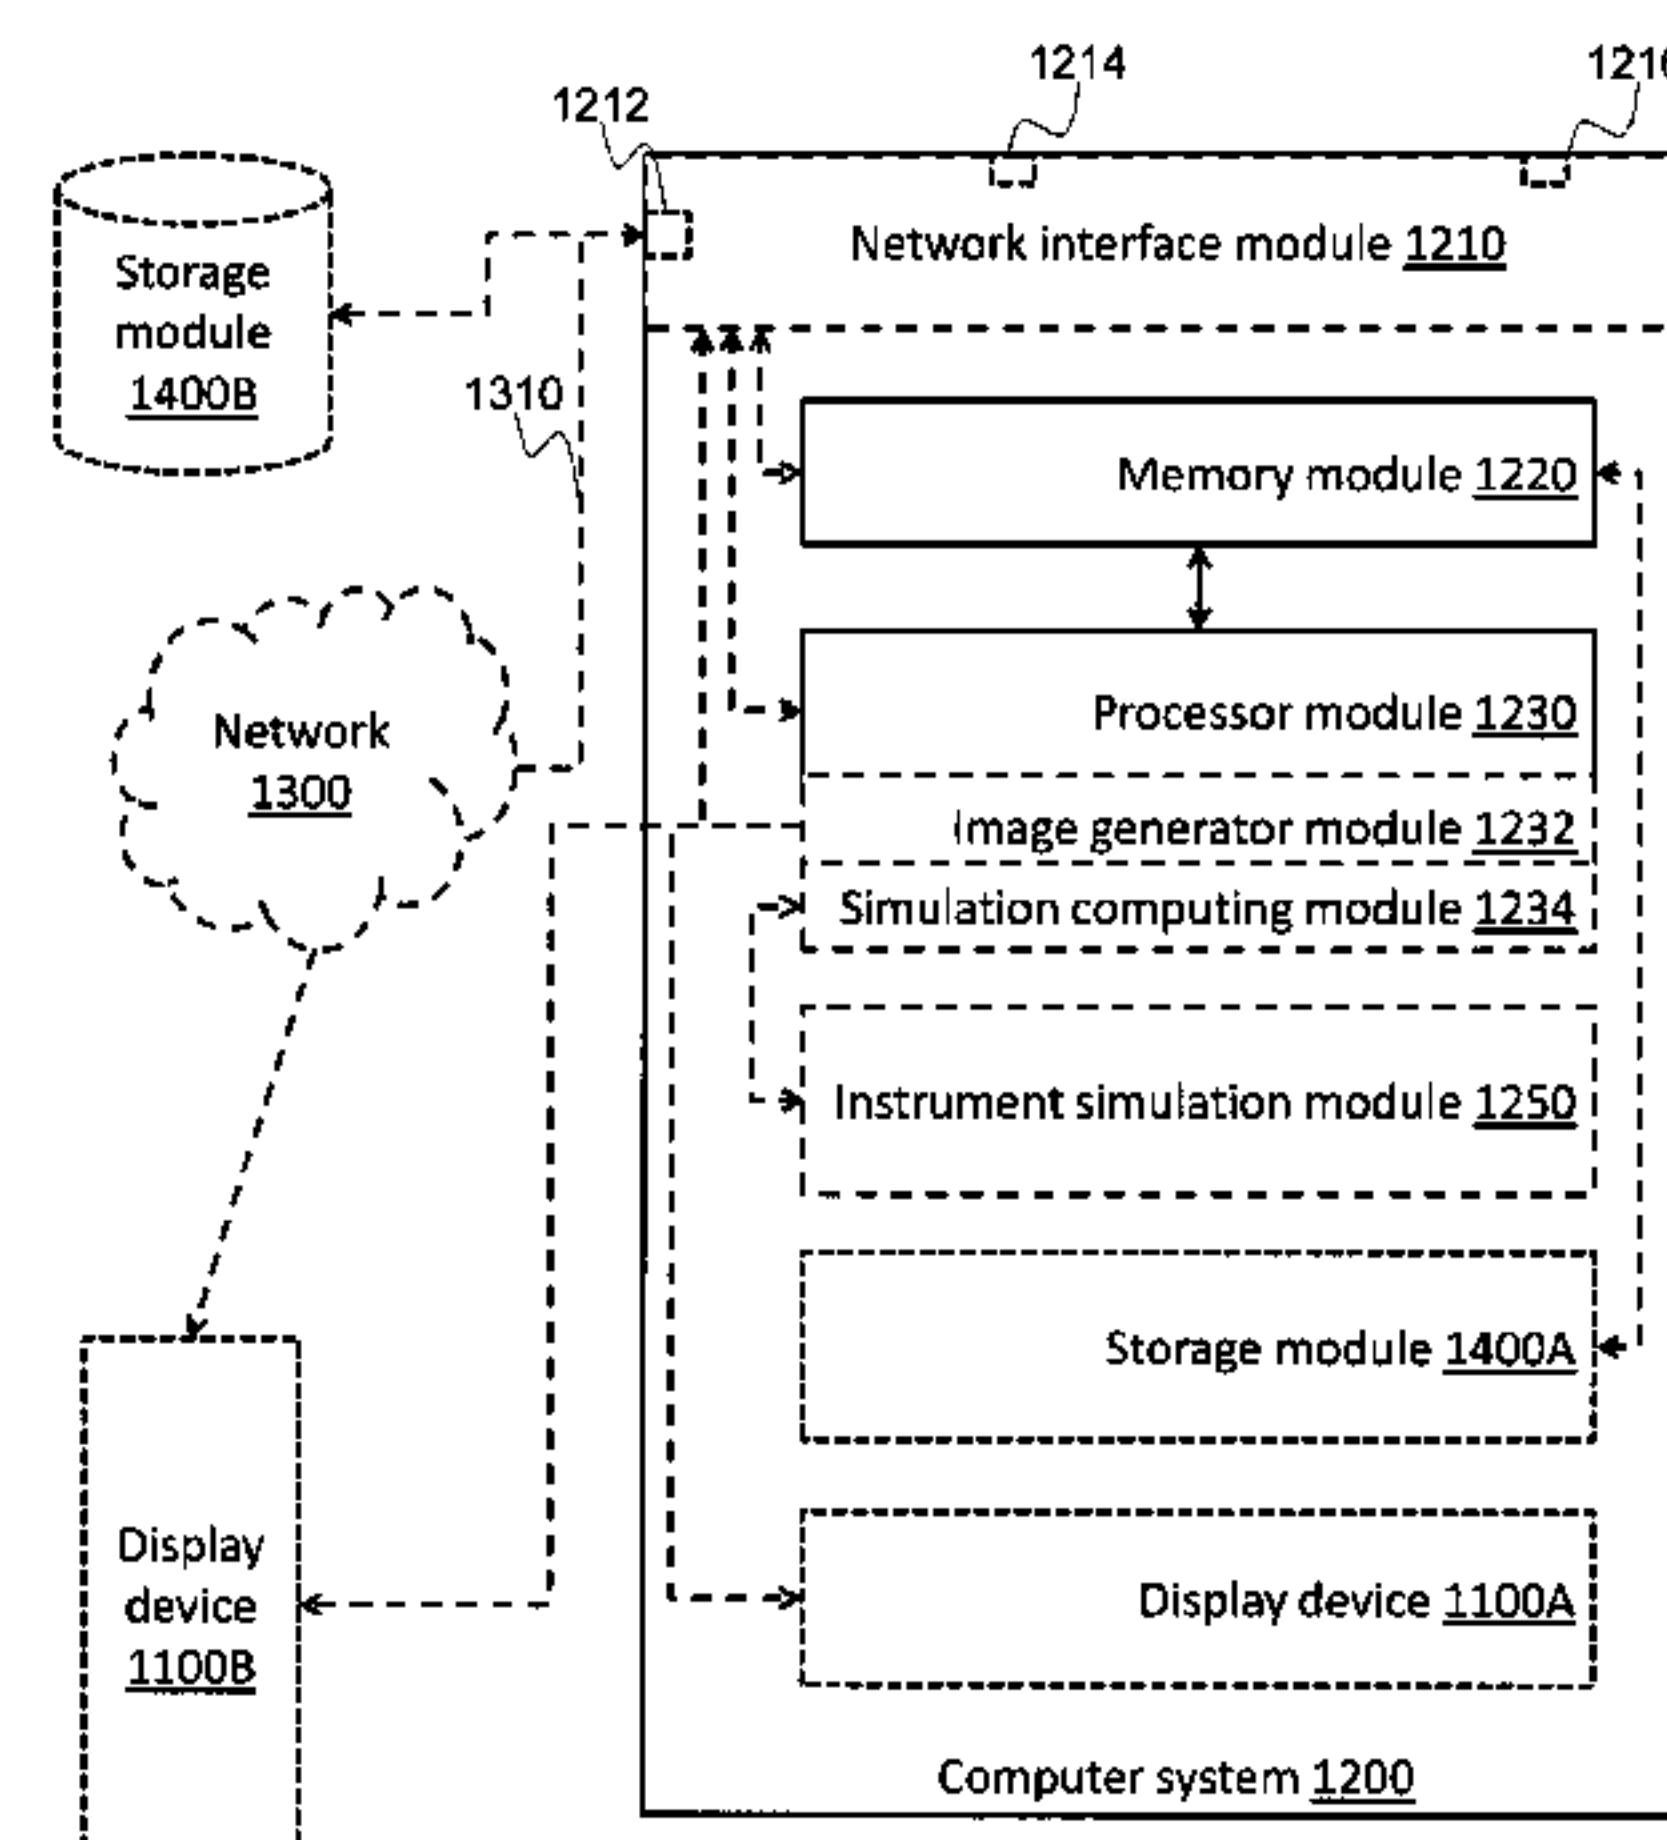 1214
1212
Network interface module 1210
Storage
module
1400B
1310
Memory module 1220
Processor module 1230
Network
1300
Image generator module 1232
Simulation computing module 1234
Instrument simulation module 1250
Storage module 1400A
Display
device
1100B
Display device 1100A
Computer system 1200